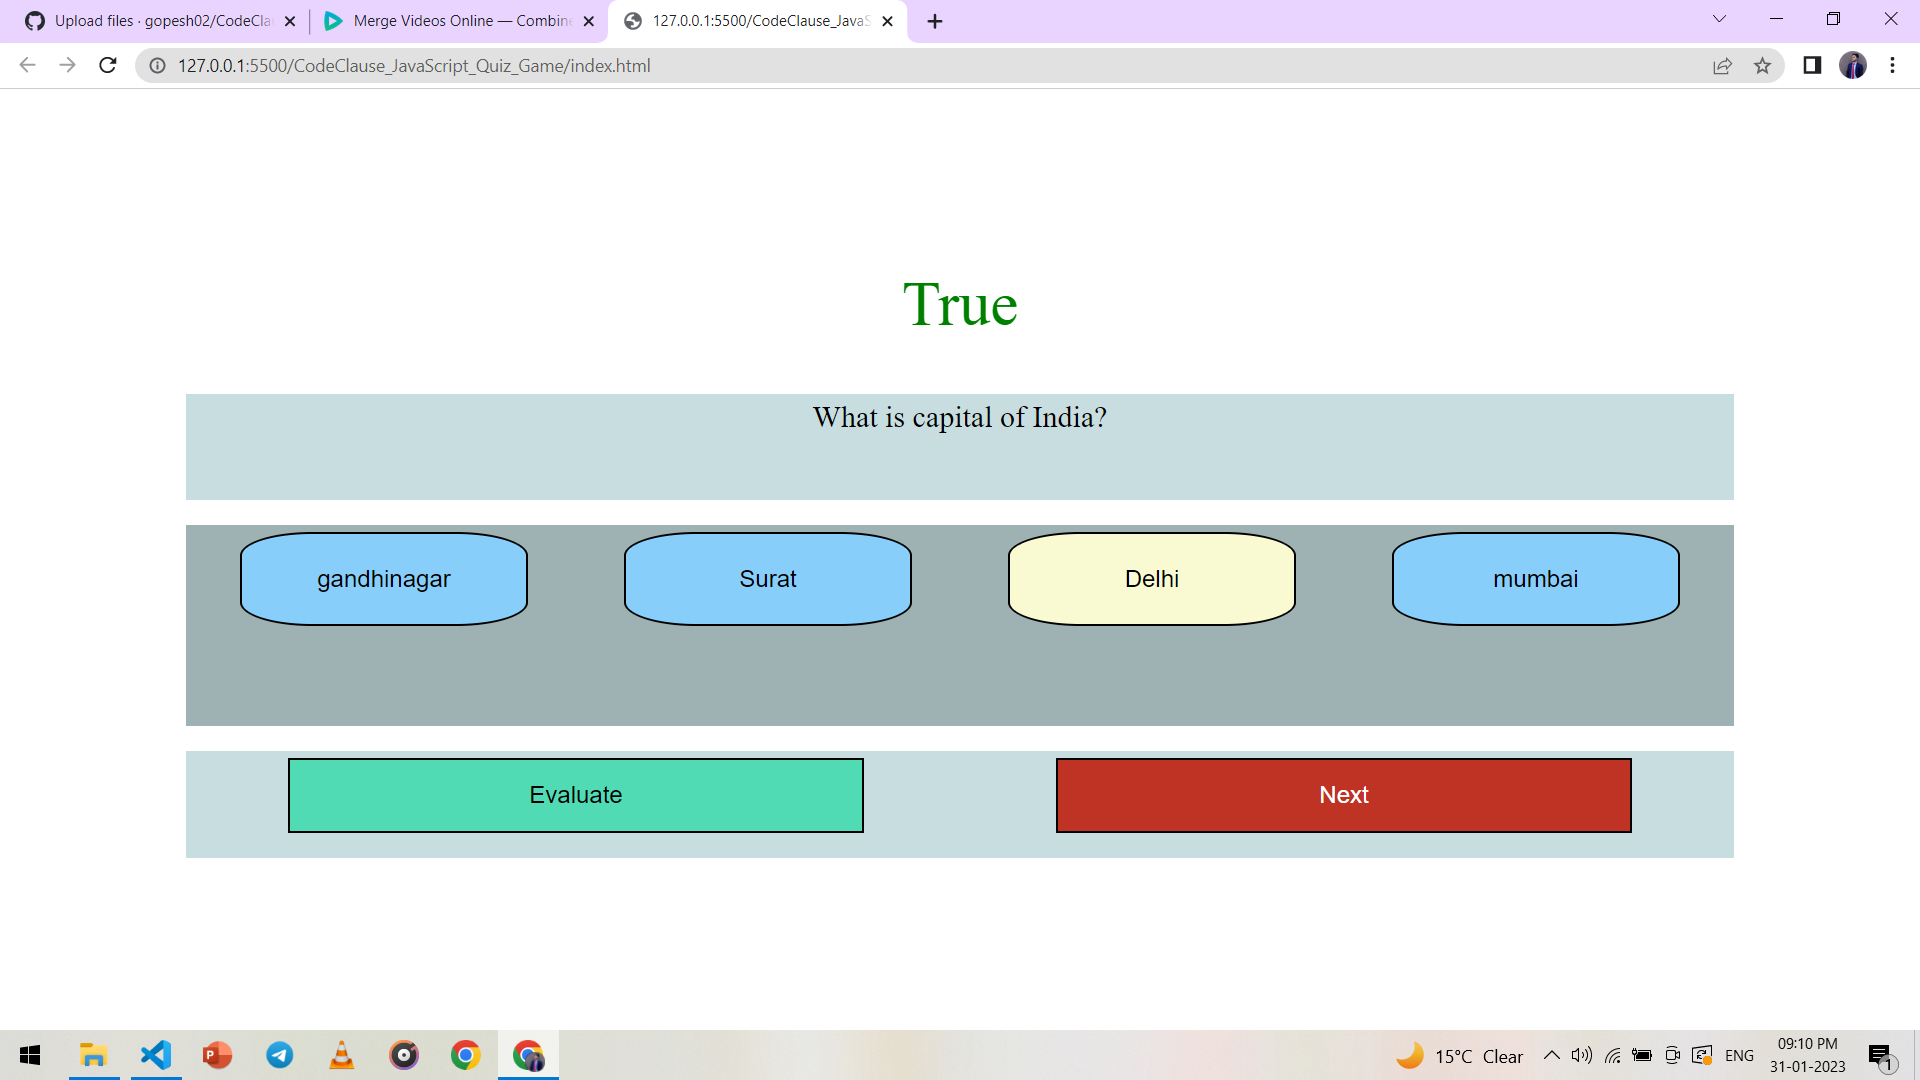 Upload files · gopesh02/CodeCla
Merge Videos Online — Combin
127.0.0.1:5500/CodeClause_JavaS
127.0.0.1:5500/CodeClause_JavaScript_Quiz_Game/index.html
True
What is capital of India?
gandhinagar
Surat
Delhi
mumbai
Evaluate
Next
15°C Clear
ENG
09:10 PM
31-01-2023
1